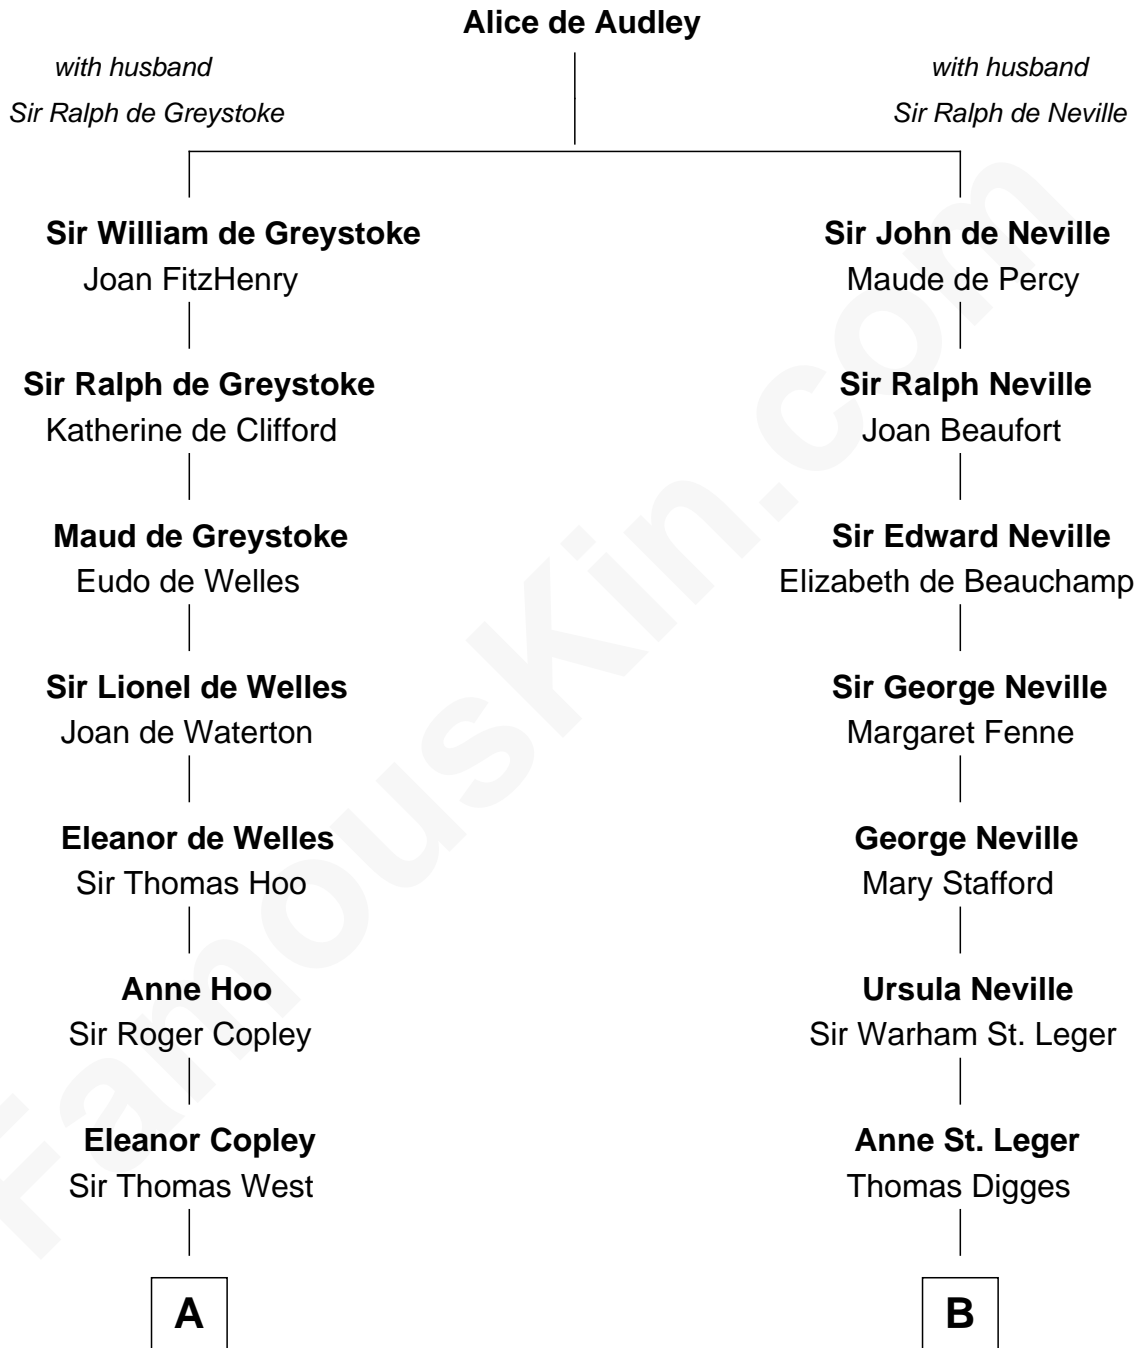 Alice de Audley
with husband
Sir Ralph de Greystoke
with husband
Sir Ralph de Neville
Sir William de Greystoke
Joan FitzHenry
Sir John de Neville
Maude de Percy
Sir Ralph de Greystoke
Katherine de Clifford
Sir Ralph Neville
Joan Beaufort
Maud de Greystoke
Eudo de Welles
Sir Edward Neville
Elizabeth de Beauchamp
Sir Lionel de Welles
Joan de Waterton
Sir George Neville
Margaret Fenne
Eleanor de Welles
Sir Thomas Hoo
George Neville
Mary Stafford
Anne Hoo
Sir Roger Copley
Ursula Neville
Sir Warham St. Leger
Eleanor Copley
Sir Thomas West
Anne St. Leger
Thomas Digges
A
B
FamousKin.com